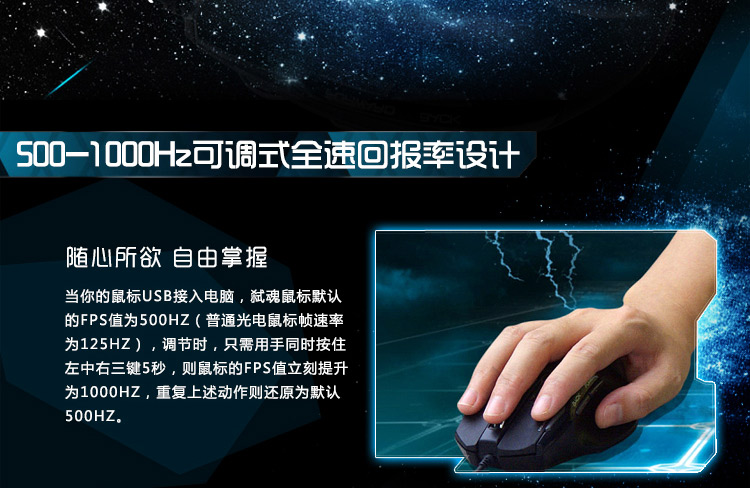 500-1000Hz可调式全速回报率设计
随心所欲 自由掌握
当你的鼠标USB接入电脑，弑魂鼠标默认
的FPS值为500HZ（普通光电鼠标帧速率
为125HZ），调节时，只需用手同时按住
左中右三键5秒，则鼠标的FPS值立刻提升
为1000HZ，重复上述动作则还原为默认
500HZ。